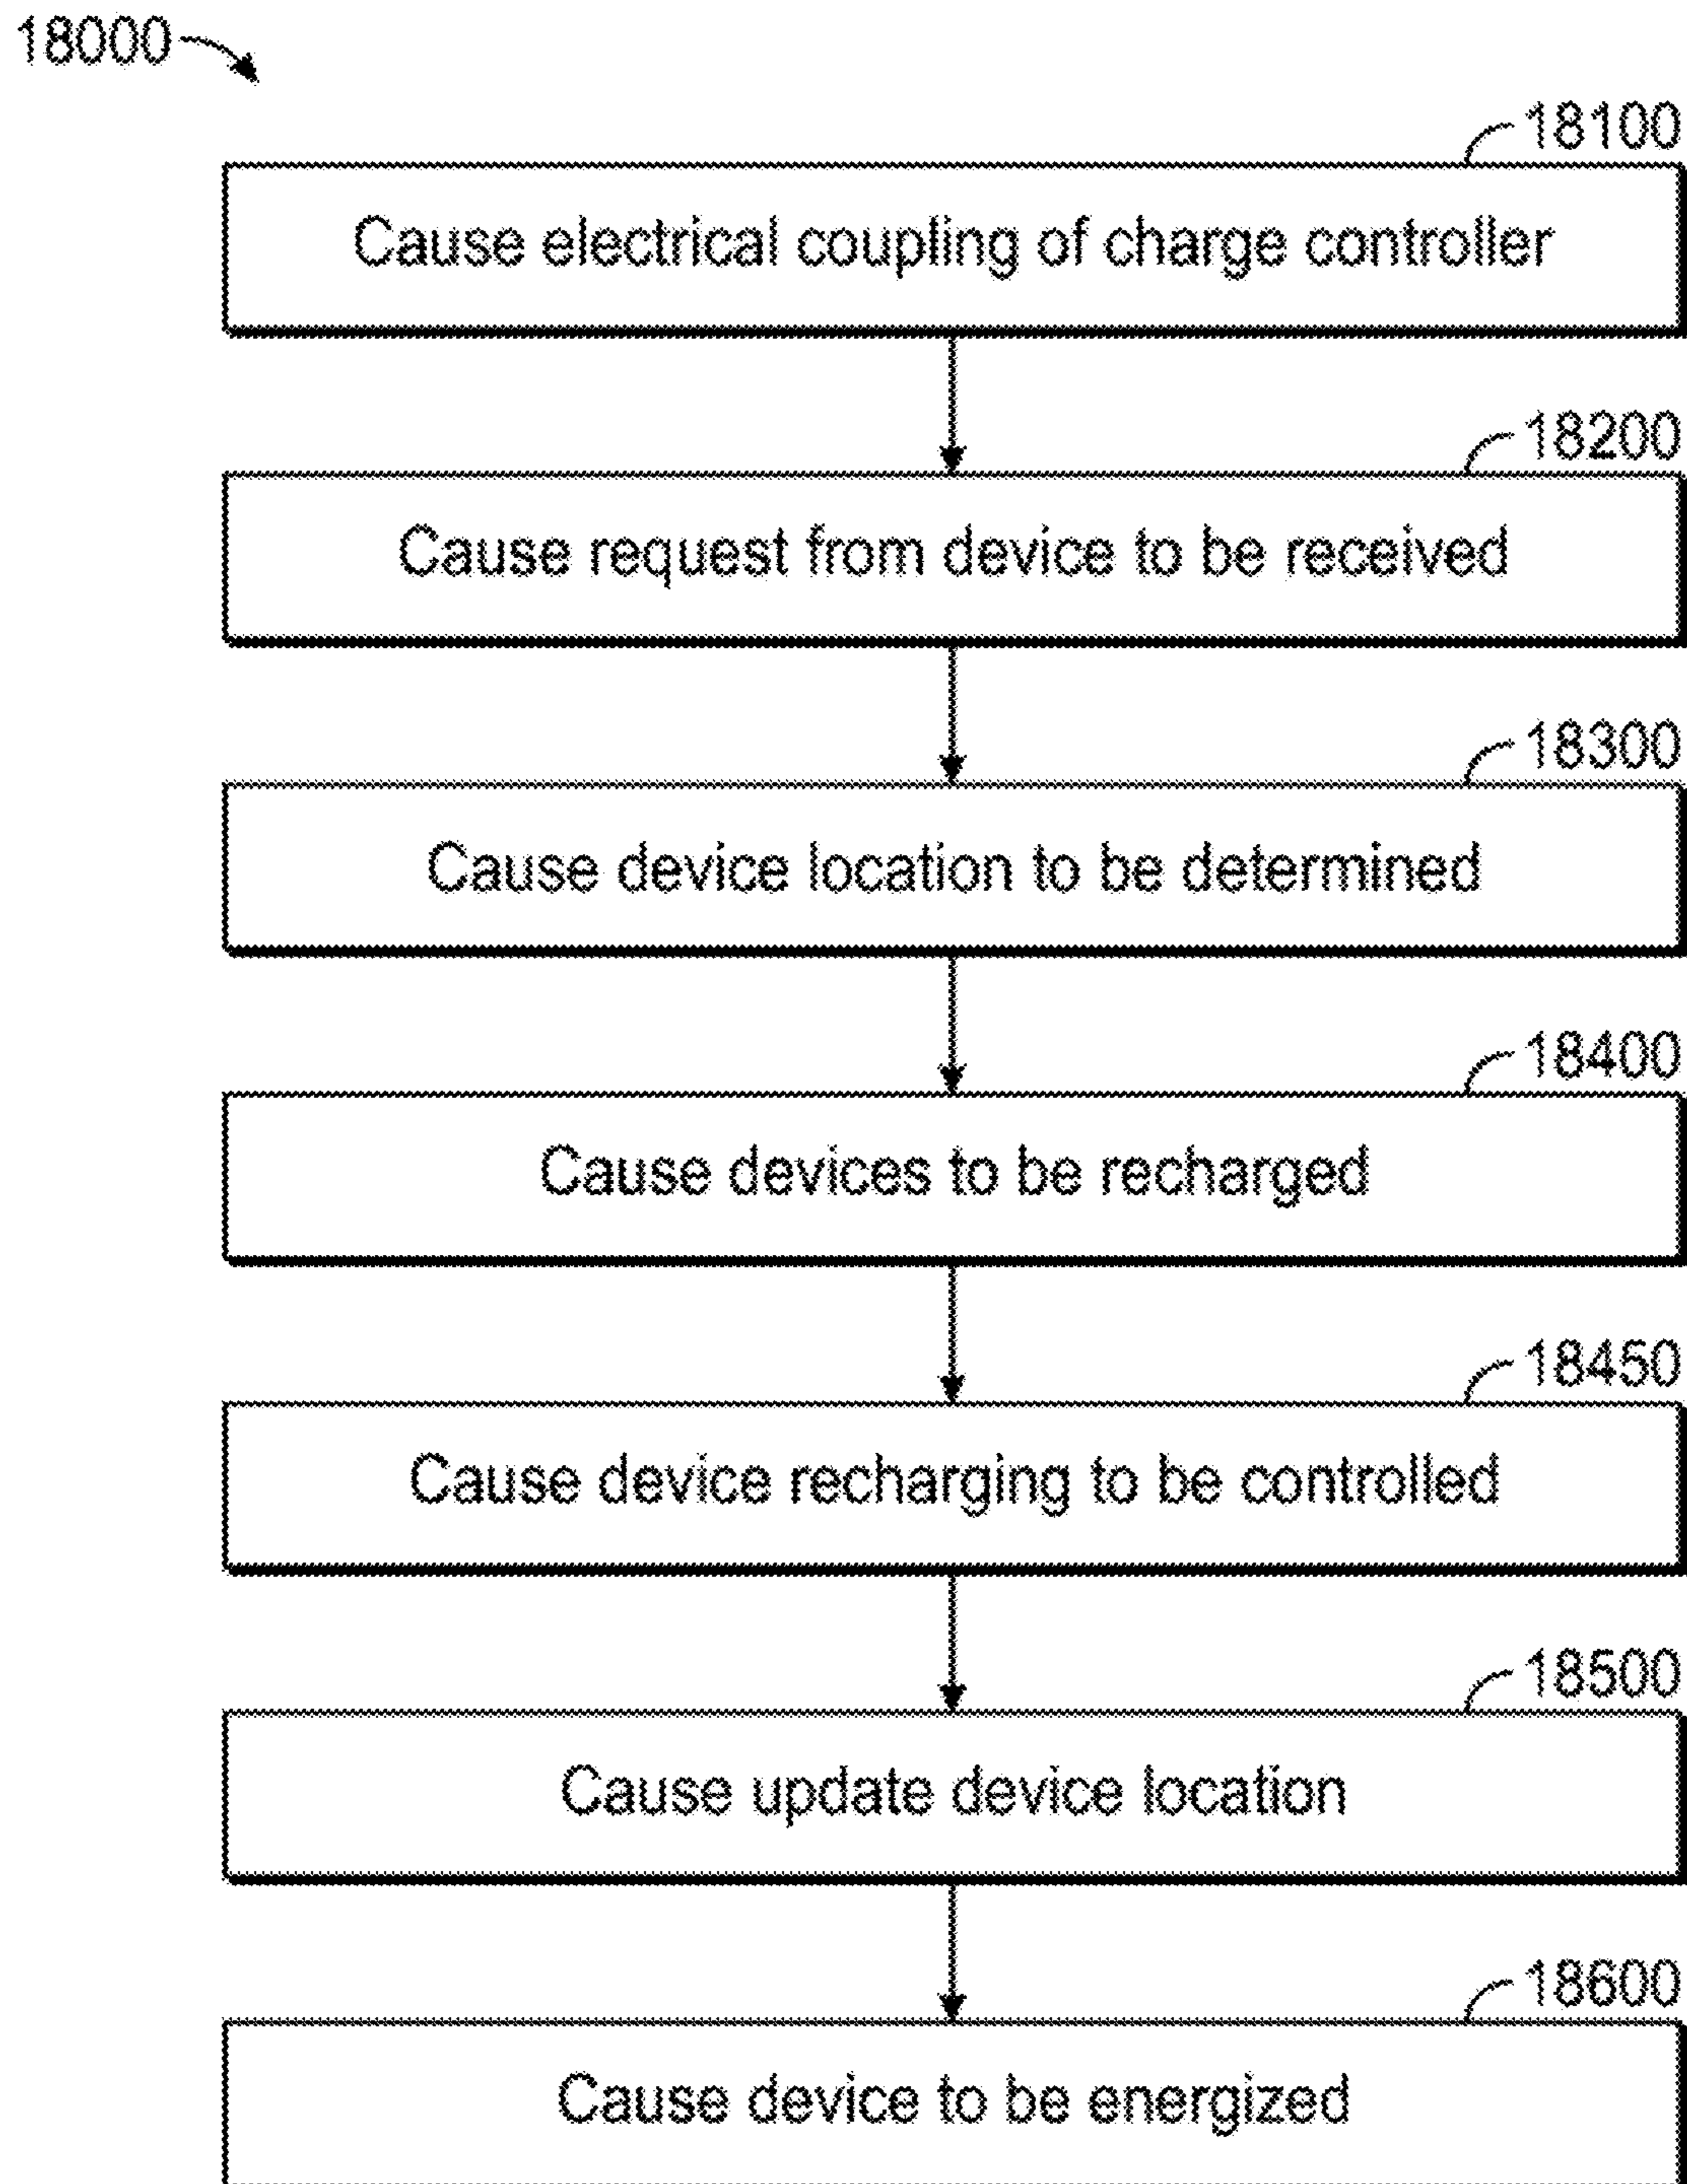 18000
18100
Cause electrical coupling of charge controller
18200
Cause request from device to be received
18300
Cause device location to be determined
18400
Cause devices to be recharged
18450
Cause device recharging to be controlled
18500
Cause update device location
18600
Cause device to be energized